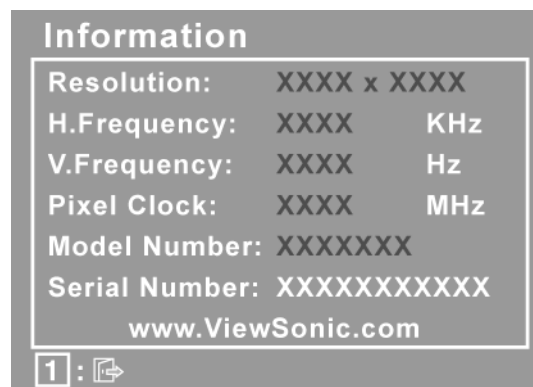 Information
Resolution: XXXX x XXXX
H.Frequency: XXXX KHz
V.Frequency: XXXX Hz
Pixel Clock: XXXX MHz
Model Number: XXXXXXX
Serial Number: XXXXXXXXXXX
www.ViewSonic.com
1 :